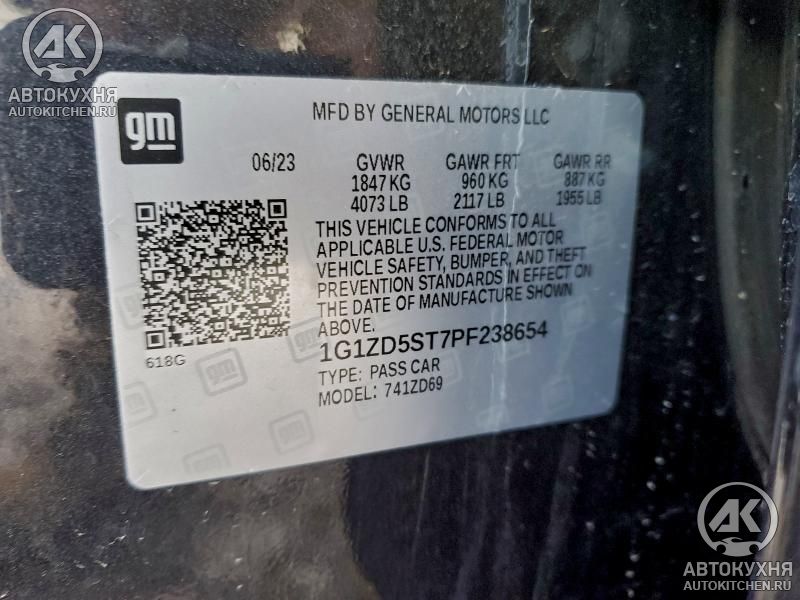 AK
АВТОКУХНЯ
AUTOKITCHEN.RU
gm
MFD BY GENERAL MOTORS LLC
06/23 GVWR GAWR FRT GAWR RR
1847 KG 960 KG 887 KG
4073 LB 2117 LB 1955 LB
THIS VEHICLE CONFORMS TO ALL
APPLICABLE U.S. FEDERAL MOTOR
VEHICLE SAFETY, BUMPER, AND THEFT
PREVENTION STANDARDS IN EFFECT ON
THE DATE OF MANUFACTURE SHOWN
ABOVE.
618G
1G1ZD5ST7PF238654
TYPE: PASS CAR
MODEL: 741ZD69
AK
АВТОКУХНЯ
AUTOKITCHEN.RU